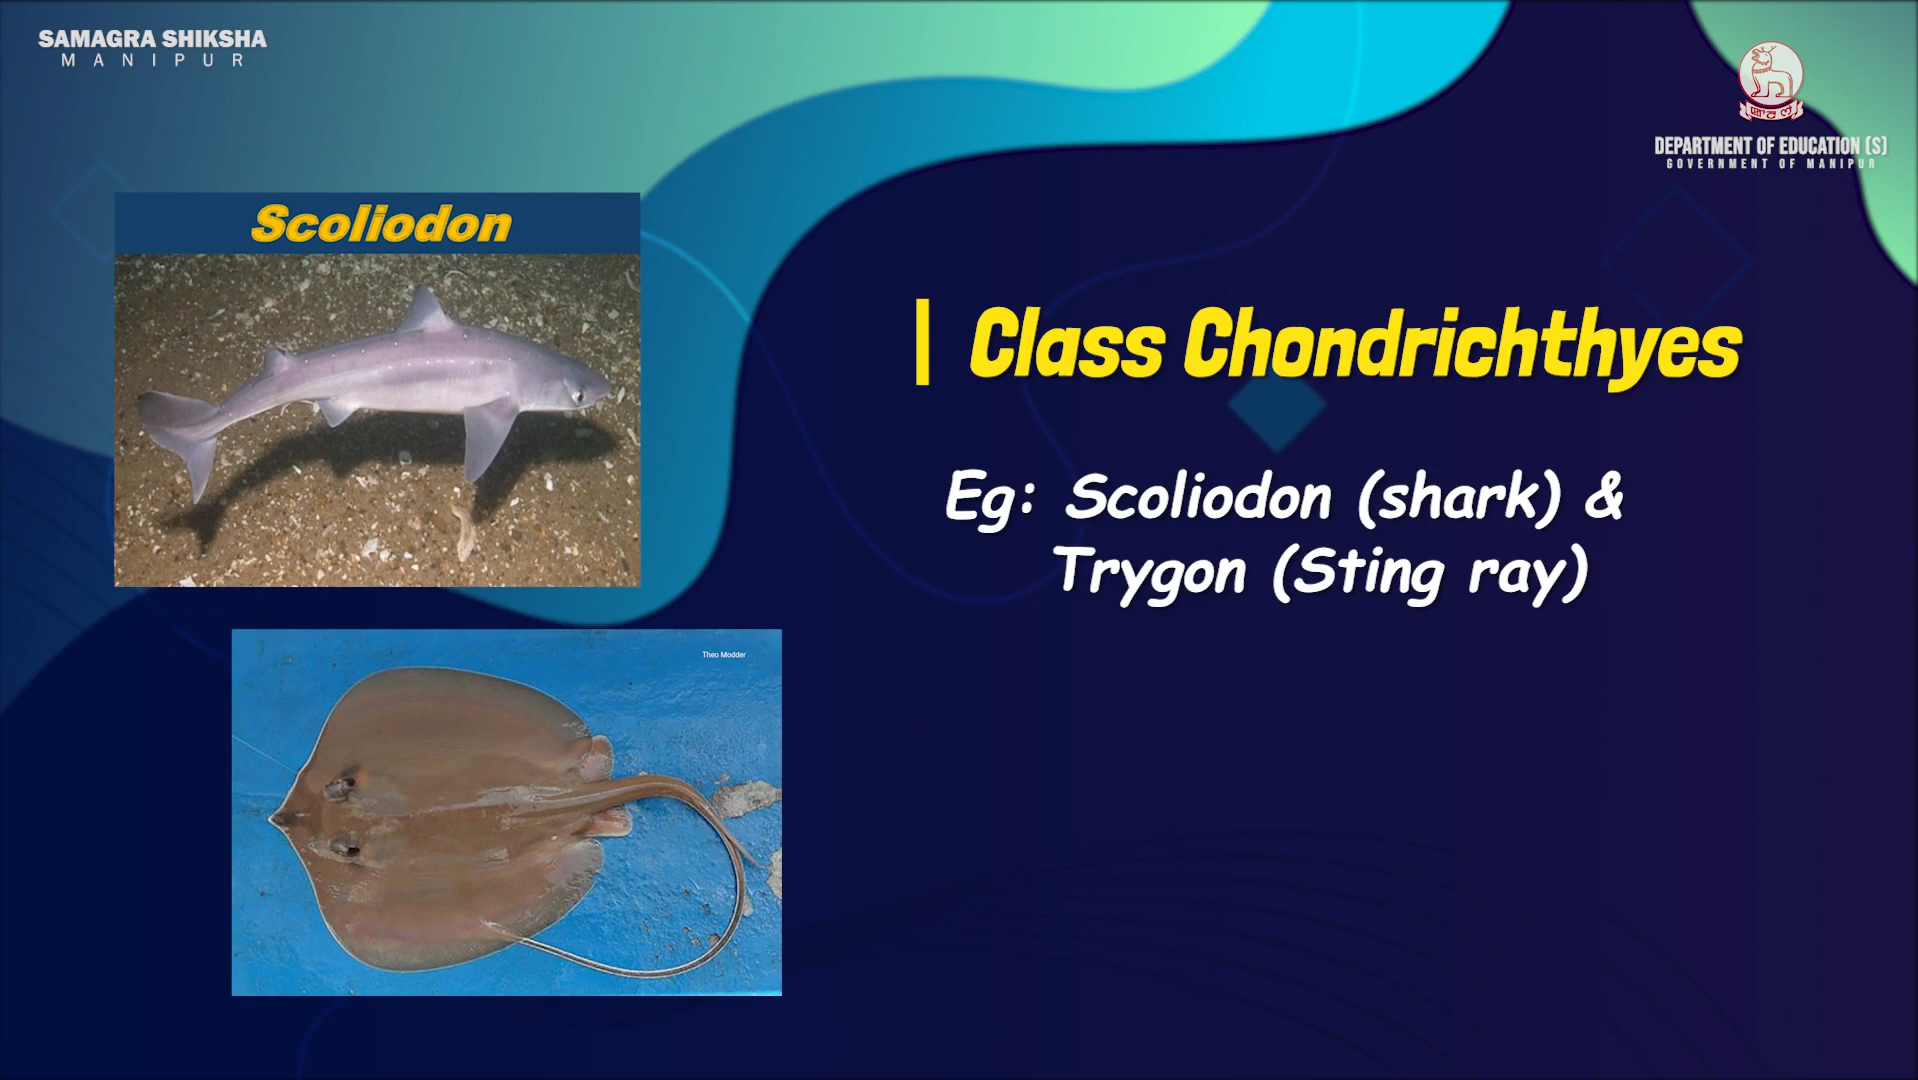 SAMAGRA SHIKSHA
MANIPUR
DEPARTMENT OF EDUCATION (S)
GOVERNMENT OF MANIPUR
Scoliodon
Class Chondrichthyes
Eg: Scoliodon (shark) &
Trygon (Sting ray)
Theo Modder